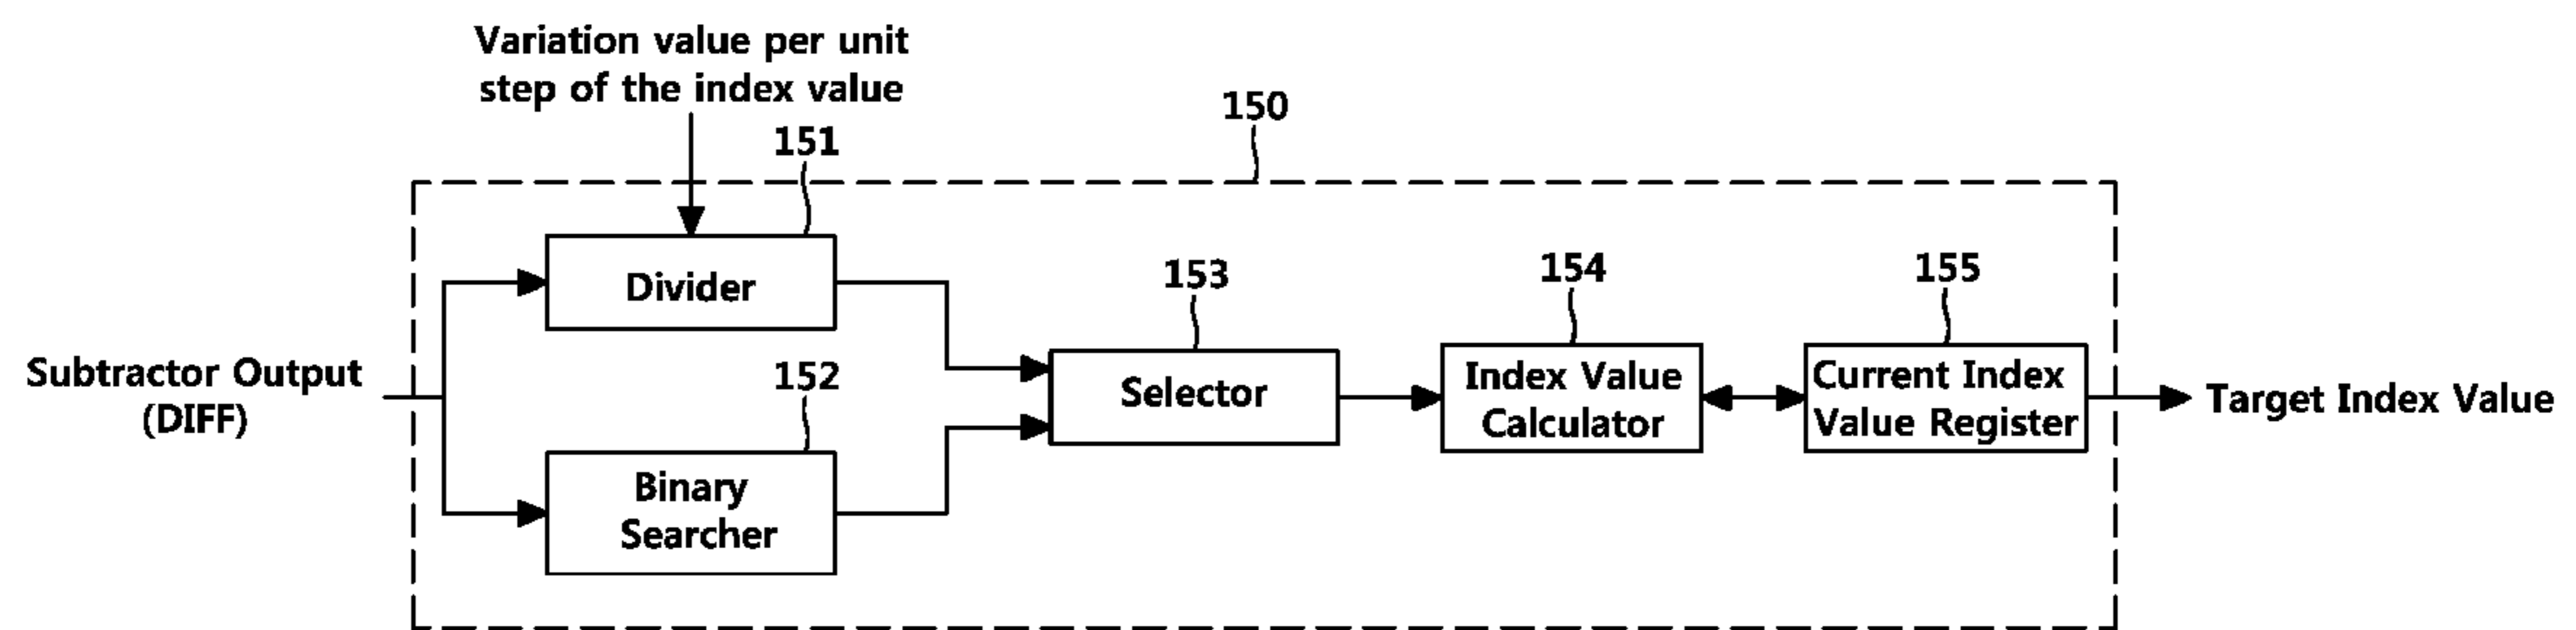 Variation value per unit
step of the index value
150
151
Divider
153
154
155
Subtractor Output
(DIFF)
152
Selector
Index Value
Calculator
Current Index
Value Register
Target Index Value
Binary
Searcher